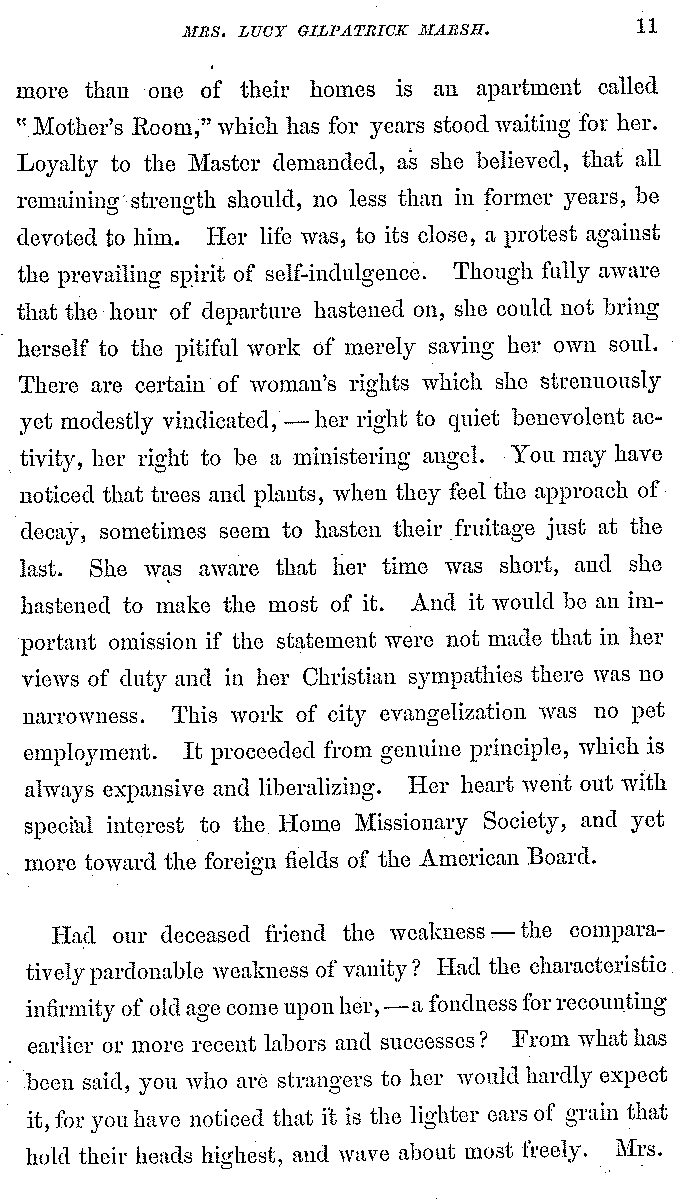 MRS. LUCY GILPATRICK MARSH. 11
more than one of their homes is an apartment called
“Mother’s Room,” which has for years stood waiting for her.
Loyalty to the Master demanded, as she believed, that all
remaining strength should, no less than in former years, be
devoted to him. Her life was, to its close, a protest against
the prevailing spirit of self-indulgence. Though fully aware
that the hour of departure hastened on, she could not bring
herself to the pitiful work of merely saving her own soul.
There are certain of woman’s rights which she strenuously
yet modestly vindicated, — her right to quiet benevolent ac-
tivity, her right to be a ministering angel. You may have
noticed that trees and plants, when they feel the approach of
decay, sometimes seem to hasten their fruitage just at the
last. She was aware that her time was short, and she
hastened to make the most of it. And it would be an im-
portant omission if the statement were not made that in her
views of duty and in her Christian sympathies there was no
narrowness. This work of city evangelization was no pet
employment. It proceeded from genuine principle, which is
always expansive and liberalizing. Her heart went out with
special interest to the Home Missionary Society, and yet
more toward the foreign fields of the American Board.
Had our deceased friend the weakness — the compara-
tively pardonable weakness of vanity? Had the characteristic
infirmity of old age come upon her, — a fondness for recounting
earlier or more recent labors and successes? From what has
been said, you who are strangers to her would hardly expect
it, for you have noticed that it is the lighter ears of grain that
hold their heads highest, and wave about most freely. Mrs.